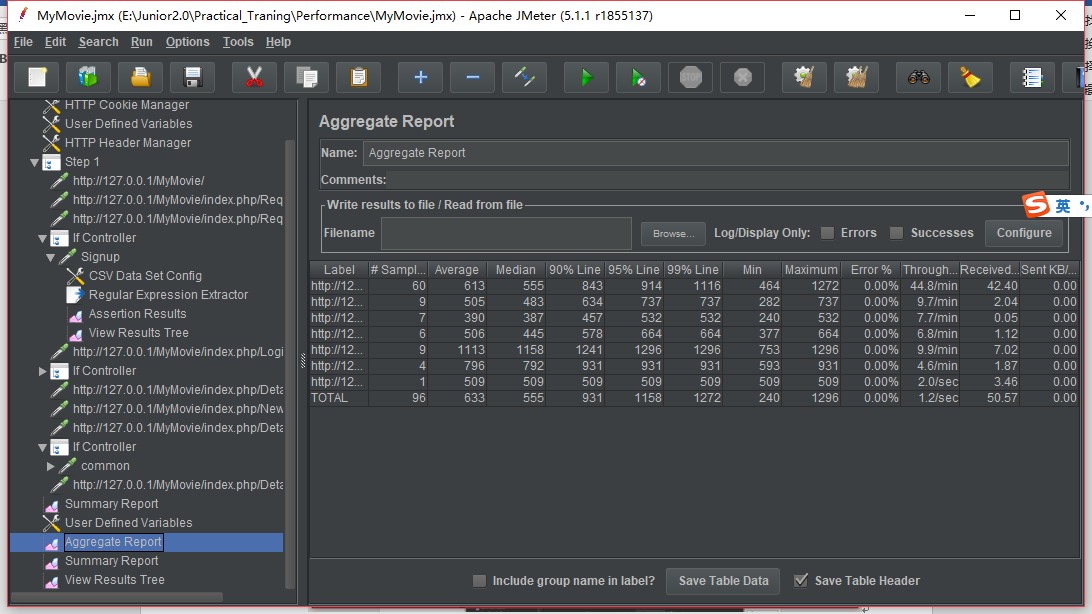 MyMovie.jmx (E:\Junior2.0\Practical_Traning\Performance\MyMovie.jmx) - Apache JMeter (5.1.1 r1855137)
File Edit Search Run Options Tools Help
STOP
HTTP Cookie Manager
User Defined Variables
HTTP Header Manager
Step 1
http://127.0.0.1/MyMovie/
http://127.0.0.1/MyMovie/index.php/Req
http://127.0.0.1/MyMovie/index.php/Req
If Controller
Signup
CSV Data Set Config
Regular Expression Extractor
Assertion Results
View Results Tree
http://127.0.0.1/MyMovie/index.php/Logi
If Controller
http://127.0.0.1/MyMovie/index.php/Deta
http://127.0.0.1/MyMovie/index.php/New
http://127.0.0.1/MyMovie/index.php/Deta
If Controller
common
http://127.0.0.1/MyMovie/index.php/Deta
Summary Report
User Defined Variables
Aggregate Report
Summary Report
View Results Tree
Aggregate Report
Name: Aggregate Report
Comments:
S 英
Write results to file / Read from file
Filename Browse... Log/Display Only: Errors Successes Configure
Label # Sampl... Average Median 90% Line 95% Line 99% Line Min Maximum Error % Through... Received... Sent KB/...
http://12... 60 613 555 843 914 1116 464 1272 0.00% 44.8/min 42.40 0.00
http://12... 9 505 483 634 737 737 282 737 0.00% 9.7/min 2.04 0.00
http://12... 7 390 387 457 532 532 240 532 0.00% 7.7/min 0.05 0.00
http://12... 6 506 445 578 664 664 377 664 0.00% 6.8/min 1.12 0.00
http://12... 9 1113 1158 1241 1296 1296 753 1296 0.00% 9.9/min 7.02 0.00
http://12... 4 796 792 931 931 931 593 931 0.00% 4.6/min 1.87 0.00
http://12... 1 509 509 509 509 509 509 509 0.00% 2.0/sec 3.46 0.00
TOTAL 96 633 555 931 1158 1272 240 1296 0.00% 1.2/sec 50.57 0.00
Include group name in label? Save Table Data Save Table Header